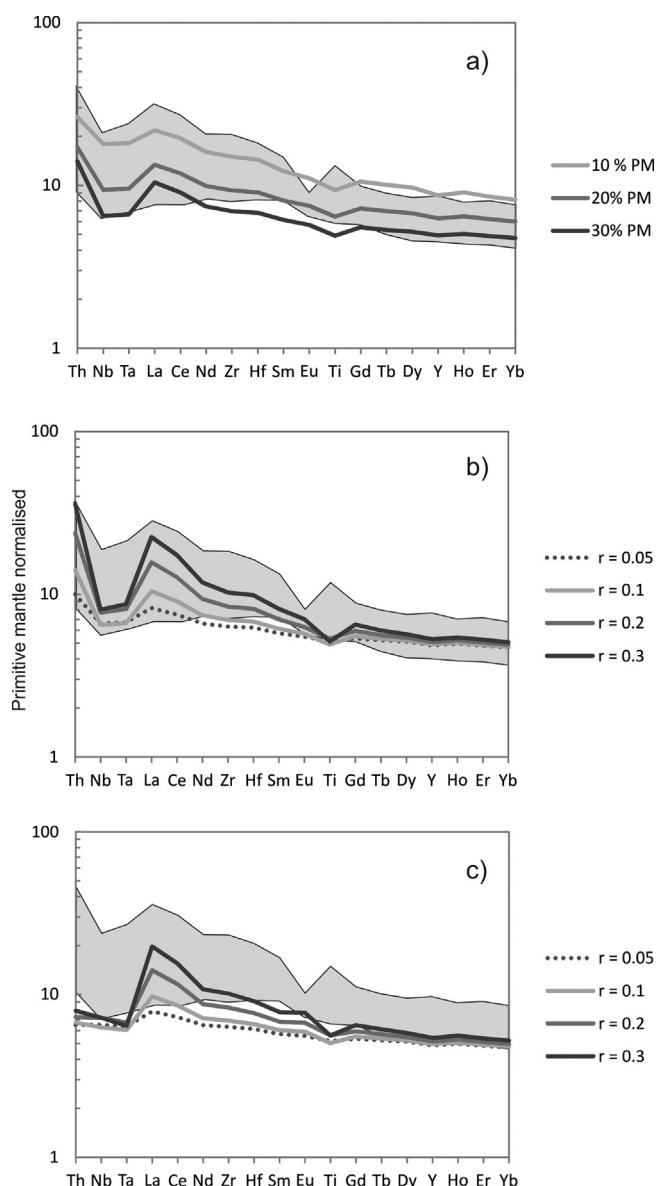 100
a)
10 % PM
20% PM
30% PM
10
1
Th Nb Ta La Ce Nd Zr Hf Sm Eu Ti Gd Tb Dy Y Ho Er Yb
100
b)
Primitive mantle normalised
r = 0.05
r = 0.1
r = 0.2
r = 0.3
10
1
Th Nb Ta La Ce Nd Zr Hf Sm Eu Ti Gd Tb Dy Y Ho Er Yb
100
c)
r = 0.05
r = 0.1
r = 0.2
r = 0.3
10
1
Th Nb Ta La Ce Nd Zr Hf Sm Eu Ti Gd Tb Dy Y Ho Er Yb